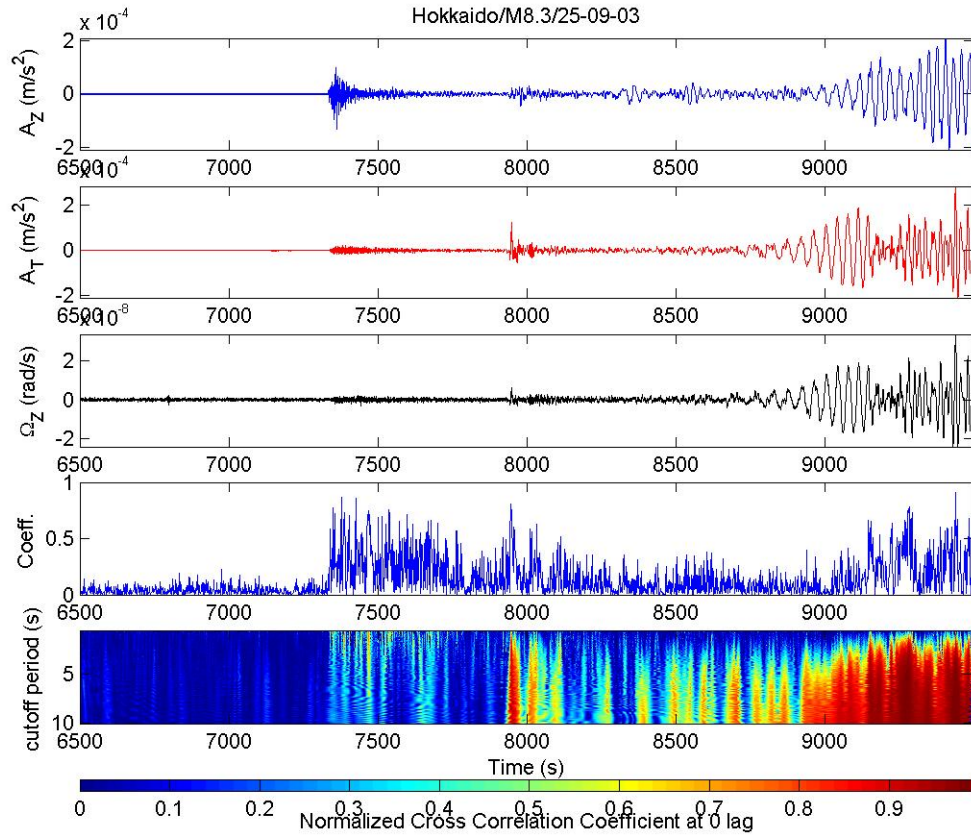 Hokkaido/M8.3/25-09-03
x 10⁻⁴
A_Z (m/s²)
2
0
-2
6500 7000 7500 8000 8500 9000
x 10⁻⁴
A_T (m/s²)
2
0
-2
6500 7000 7500 8000 8500 9000
x 10⁻⁸
Ω_Z (rad/s)
2
0
-2
6500 7000 7500 8000 8500 9000
Coeff.
1
0.5
0
6500 7000 7500 8000 8500 9000
cutoff period (s)
5
10
6500 7000 7500 8000 8500 9000
Time (s)
0 0.1 0.2 0.3 0.4 0.5 0.6 0.7 0.8 0.9
Normalized Cross Correlation Coefficient at 0 lag